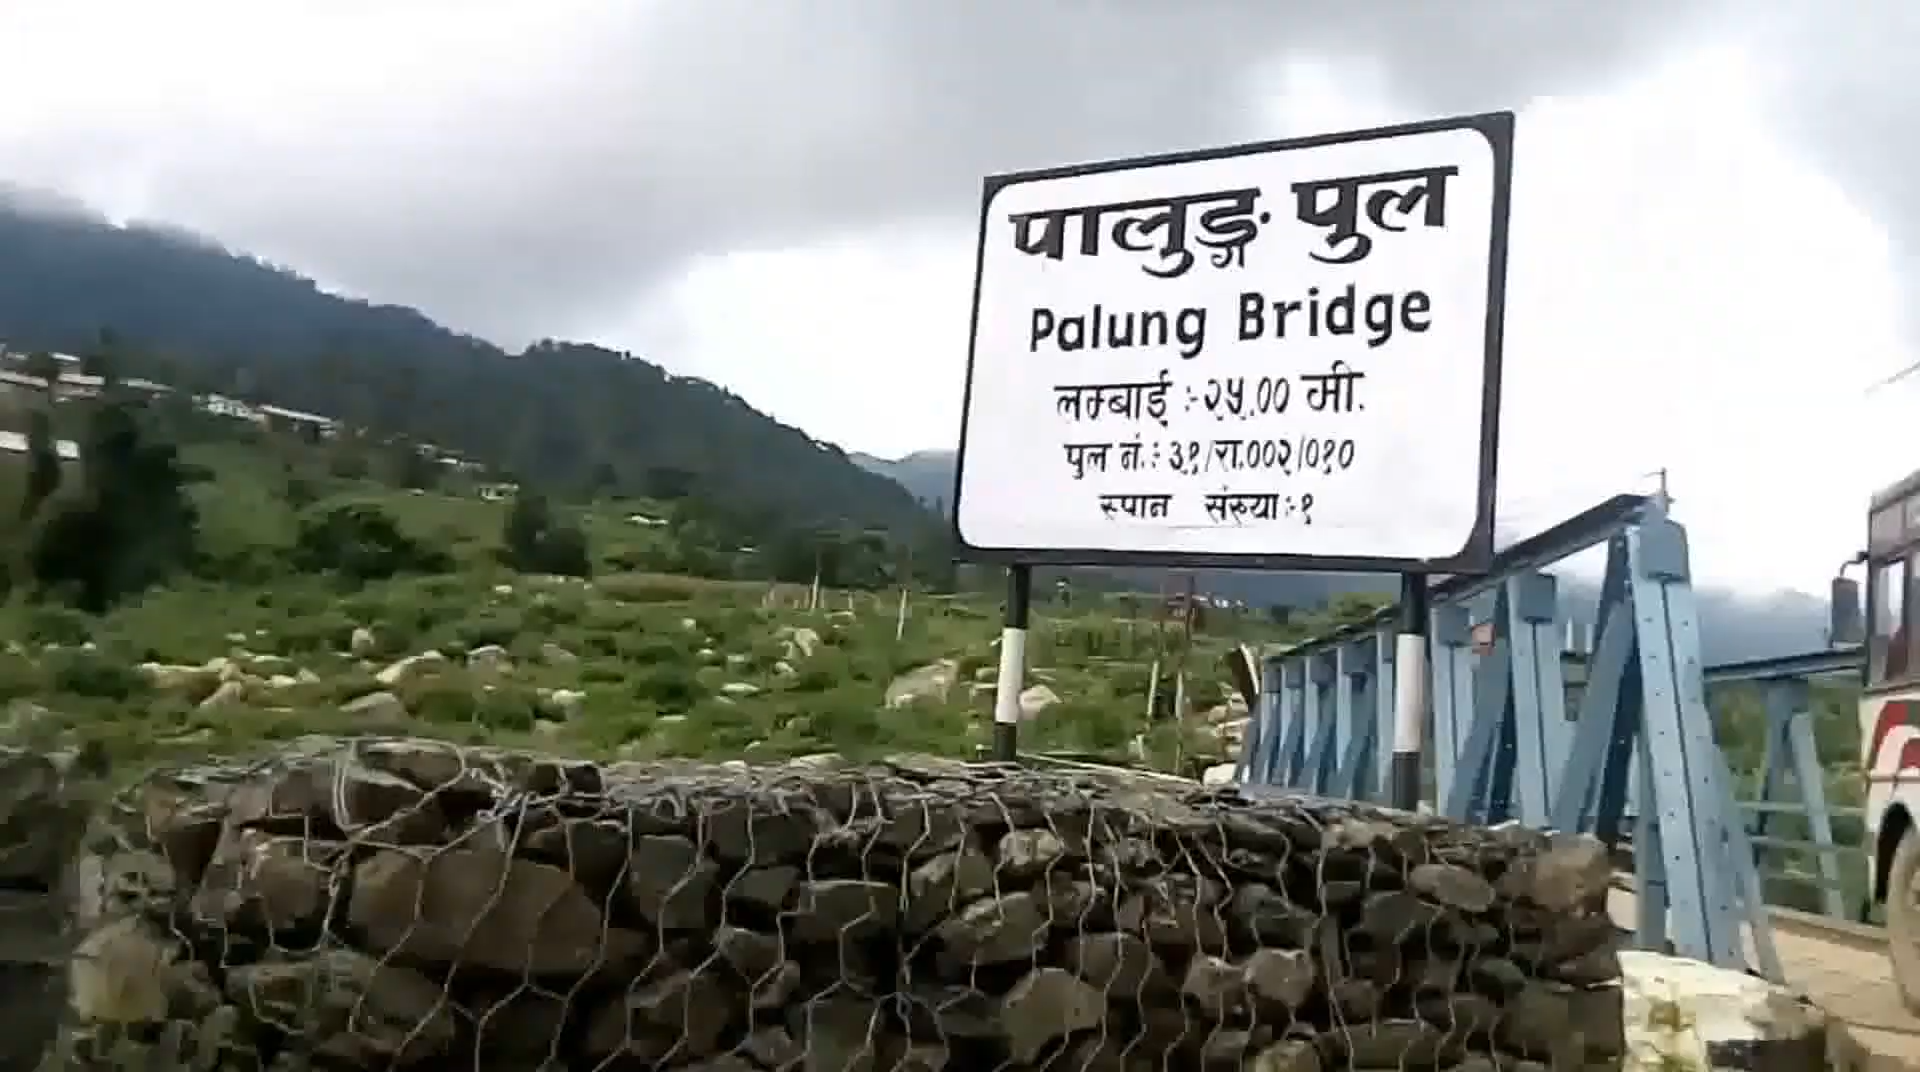 पालुङ्ग पुल
Palung Bridge
लम्बाई :- २५.०० मी.
पुल नं.: ३१/रा.००२/०१०
स्पान संख्या :- १